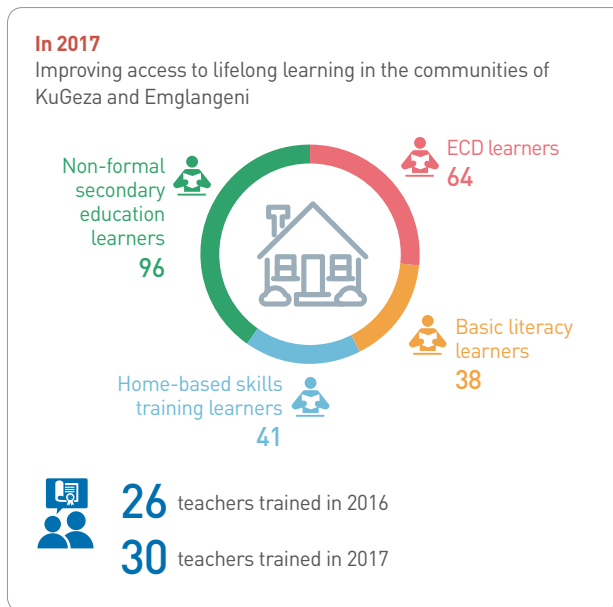 In 2017
Improving access to lifelong learning in the communities of
KuGeza and Emglangeni
ECD learners
64
Non-formal
secondary
education
learners
96
Basic literacy
learners
38
Home-based skills
training learners
41
26 teachers trained in 2016
30 teachers trained in 2017